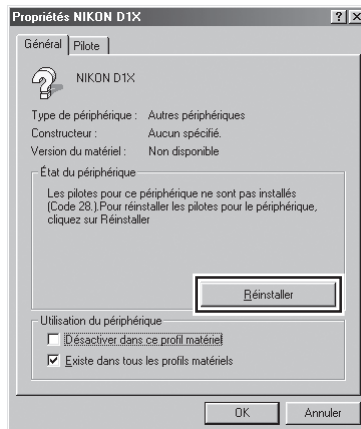 Propriétés NIKON D1X
Général
Pilote
NIKON D1X
Type de périphérique : Autres périphériques
Constructeur : Aucun spécifié.
Version du matériel : Non disponible
État du périphérique
Les pilotes pour ce périphérique ne sont pas installés
(Code 28.).Pour réinstaller les pilotes pour le périphérique,
cliquez sur Réinstaller
Réinstaller
Utilisation du périphérique
Désactiver dans ce profil matériel
Existe dans tous les profils matériels
OK
Annuler